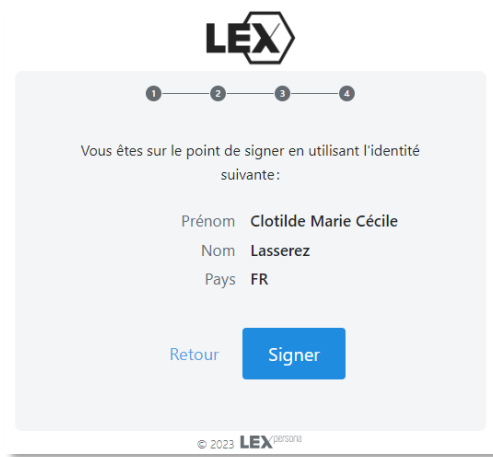 LEX
1 2 3 4
Vous êtes sur le point de signer en utilisant l'identité
suivante :
Prénom Clotilde Marie Cécile
Nom Lasserez
Pays FR
Retour Signer
© 2023 LEX persona